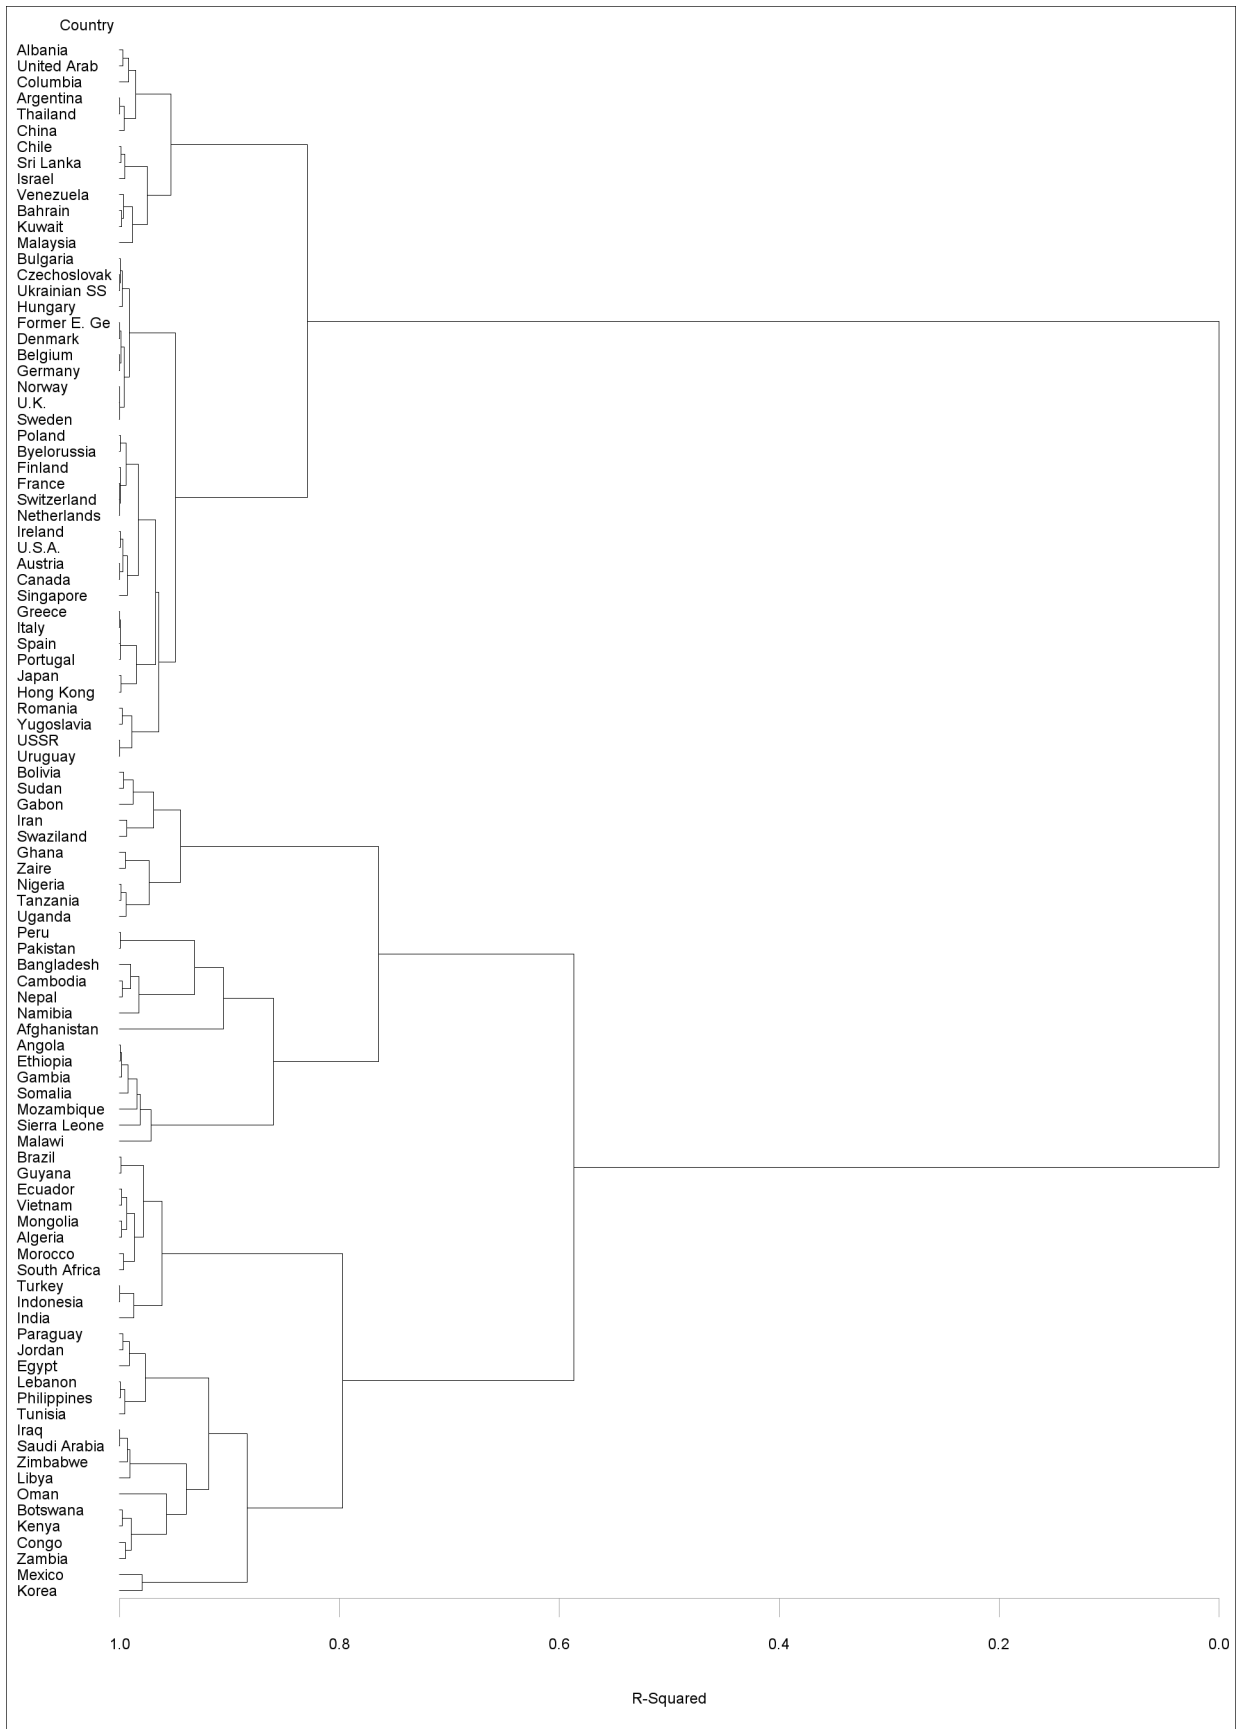 Country
Albania
United Arab
Columbia
Argentina
Thailand
China
Chile
Sri Lanka
Israel
Venezuela
Bahrain
Kuwait
Malaysia
Bulgaria
Czechoslovak
Ukrainian SS
Hungary
Former E. Ge
Denmark
Belgium
Germany
Norway
U.K.
Sweden
Poland
Byelorussia
Finland
France
Switzerland
Netherlands
Ireland
U.S.A.
Austria
Canada
Singapore
Greece
Italy
Spain
Portugal
Japan
Hong Kong
Romania
Yugoslavia
USSR
Uruguay
Bolivia
Sudan
Gabon
Iran
Swaziland
Ghana
Zaire
Nigeria
Tanzania
Uganda
Peru
Pakistan
Bangladesh
Cambodia
Nepal
Namibia
Afghanistan
Angola
Ethiopia
Gambia
Somalia
Mozambique
Sierra Leone
Malawi
Brazil
Guyana
Ecuador
Vietnam
Mongolia
Algeria
Morocco
South Africa
Turkey
Indonesia
India
Paraguay
Jordan
Egypt
Lebanon
Philippines
Tunisia
Iraq
Saudi Arabia
Zimbabwe
Libya
Oman
Botswana
Kenya
Congo
Zambia
Mexico
Korea
1.0 0.8 0.6 0.4 0.2 0.0
R-Squared